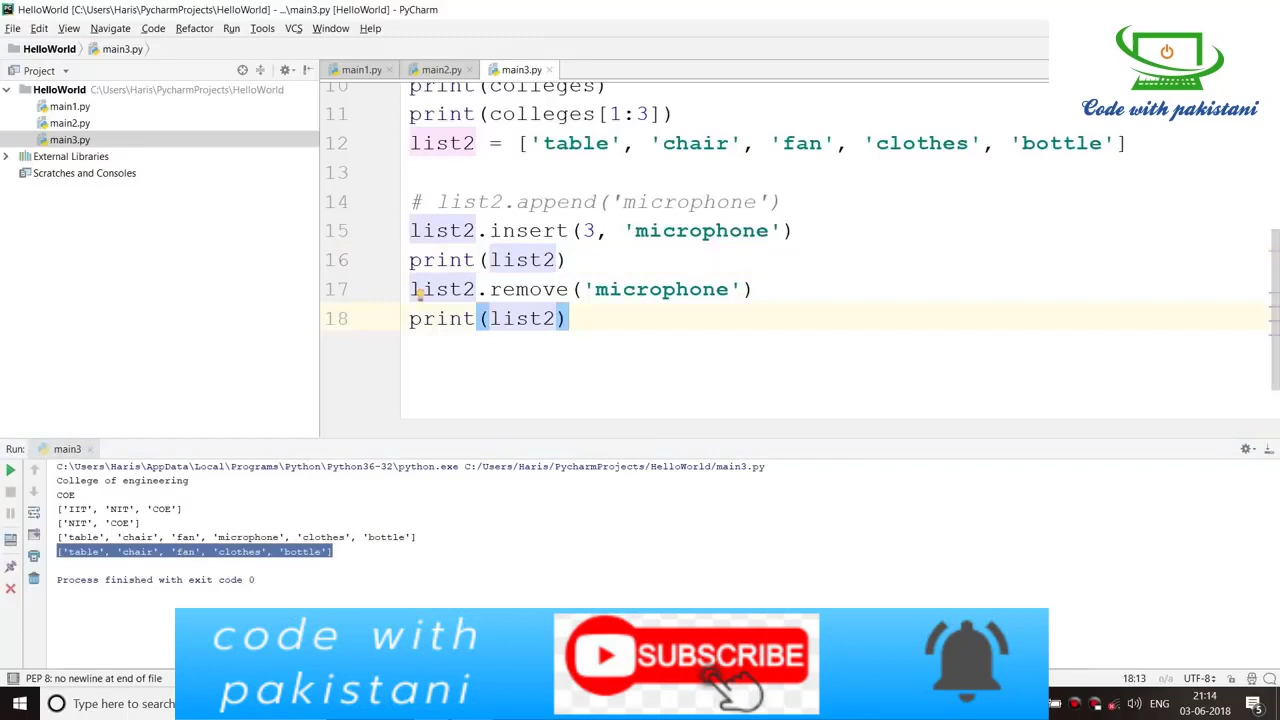 HelloWorld [C:\Users\Haris\PycharmProjects\HelloWorld] - ...\main3.py [HelloWorld] - PyCharm
File Edit View Navigate Code Refactor Run Tools VCS Window Help
HelloWorld main3.py
Project
main1.py main2.py main3.py
HelloWorld C:\Users\Haris\PycharmProjects\HelloWorld
main1.py
main2.py
main3.py
External Libraries
Scratches and Consoles
10 print(colleges)
11 print(colleges[1:3])
12 list2 = ['table', 'chair', 'fan', 'clothes', 'bottle']
13
14 # list2.append('microphone')
15 list2.insert(3, 'microphone')
16 print(list2)
17 list2.remove('microphone')
18 print(list2)
Code with pakistani
Run: main3
C:\Users\Haris\AppData\Local\Programs\Python\Python36-32\python.exe C:/Users/Haris/PycharmProjects/HelloWorld/main3.py
College of engineering
COE
['IIT', 'NIT', 'COE']
['NIT', 'COE']
['table', 'chair', 'fan', 'microphone', 'clothes', 'bottle']
['table', 'chair', 'fan', 'clothes', 'bottle']
Process finished with exit code 0
code with
pakistani
SUBSCRIBE
PEP 8: no newline at end of file
18:13 n/a UTF-8
Type here to search
21:14
03-06-2018
5